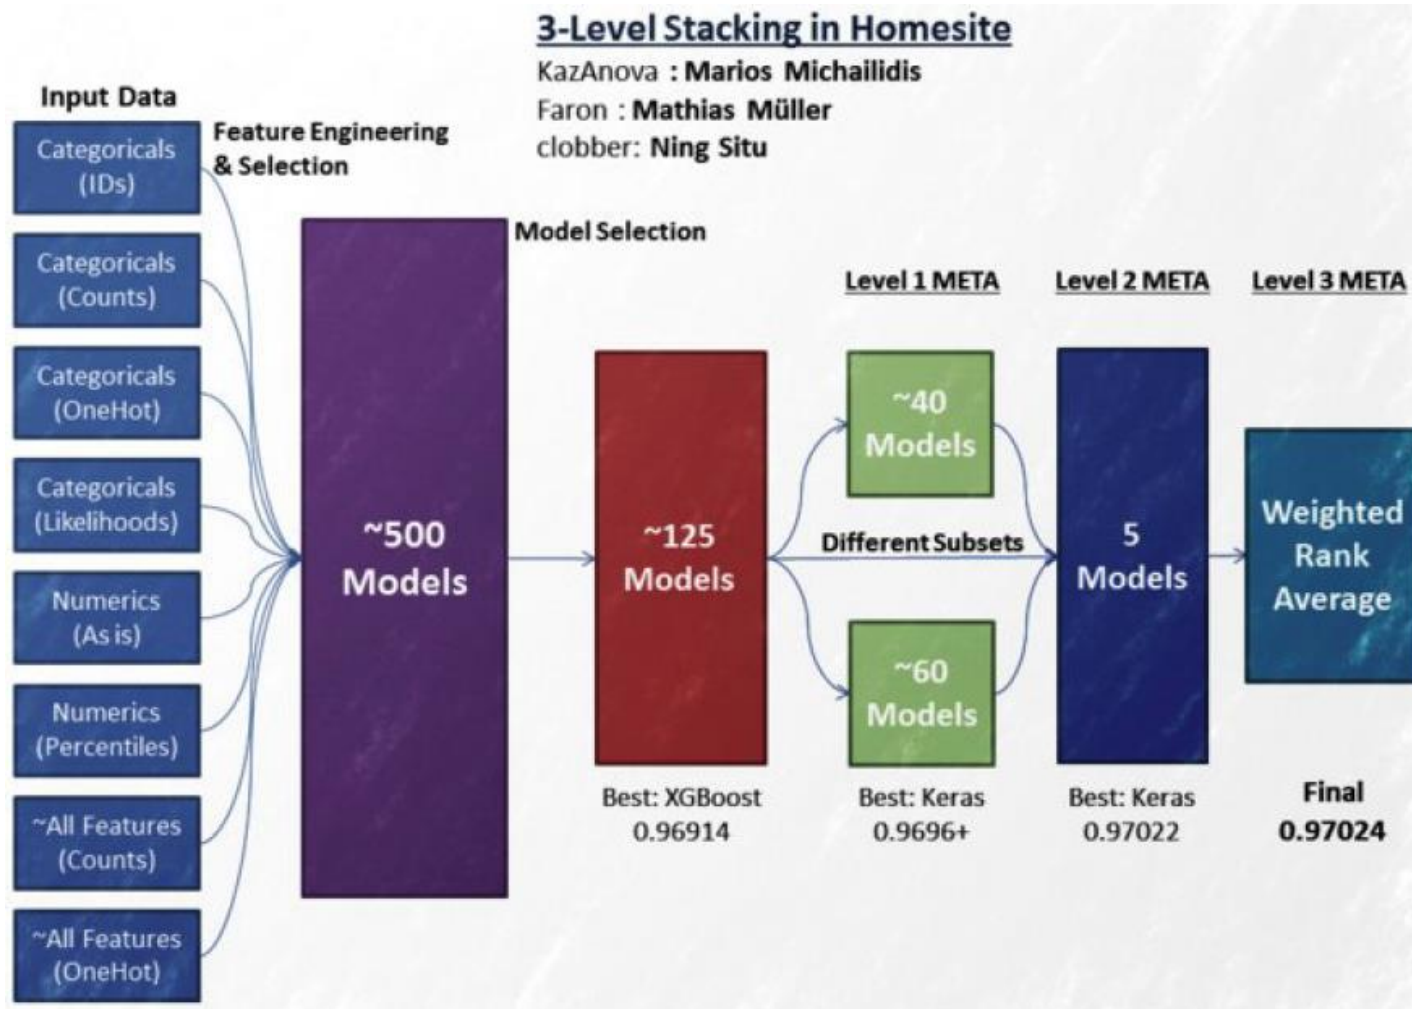 3-Level Stacking in Homesite
KazAnova : Marios Michailidis
Faron : Mathias Müller
clobber: Ning Situ
Input Data
Feature Engineering
& Selection
Categoricals
(IDs)
Categoricals
(Counts)
Categoricals
(OneHot)
Categoricals
(Likelihoods)
Numerics
(As is)
Numerics
(Percentiles)
~All Features
(Counts)
~All Features
(OneHot)
~500
Models
Model Selection
~125
Models
Best: XGBoost
0.96914
Level 1 META
~40
Models
Different Subsets
~60
Models
Best: Keras
0.9696+
Level 2 META
5
Models
Best: Keras
0.97022
Level 3 META
Weighted
Rank
Average
Final
0.97024